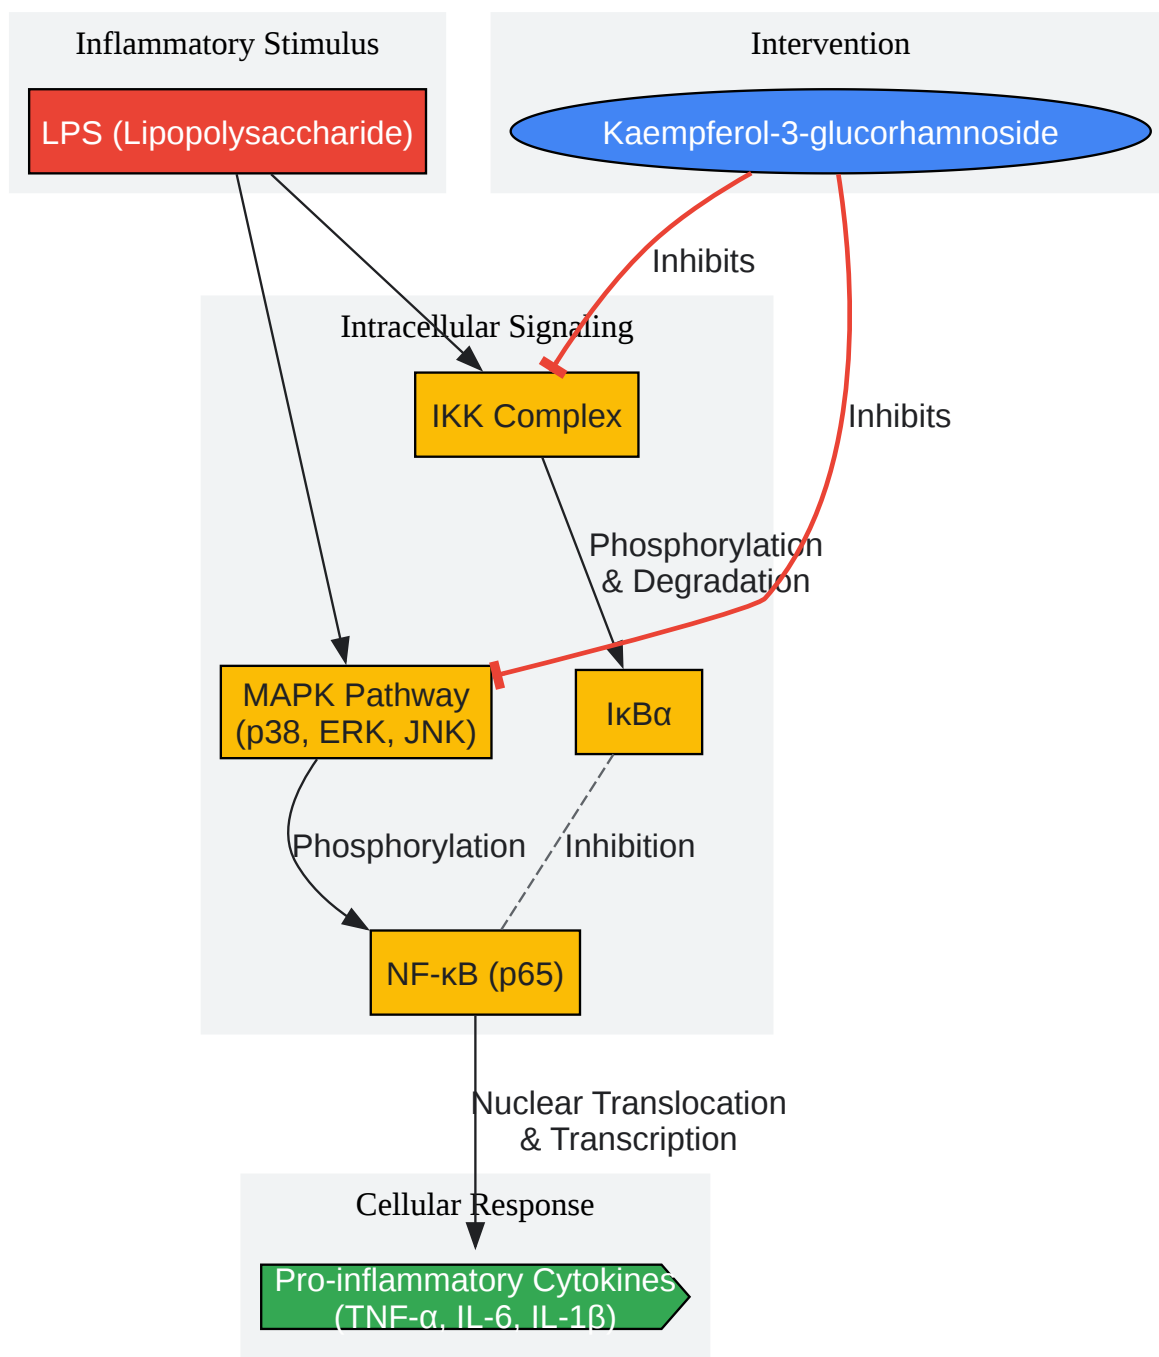 Inflammatory Stimulus
Intervention
LPS (Lipopolysaccharide)
Kaempferol-3-glucorhamnoside
Inhibits
Intracellular Signaling
IKK Complex
Inhibits
Phosphorylation
& Degradation
MAPK Pathway
(p38, ERK, JNK)
IκBα
Phosphorylation
Inhibition
NF-κB (p65)
Nuclear Translocation
& Transcription
Cellular Response
Pro-inflammatory Cytokines
(TNF-α, IL-6, IL-1β)